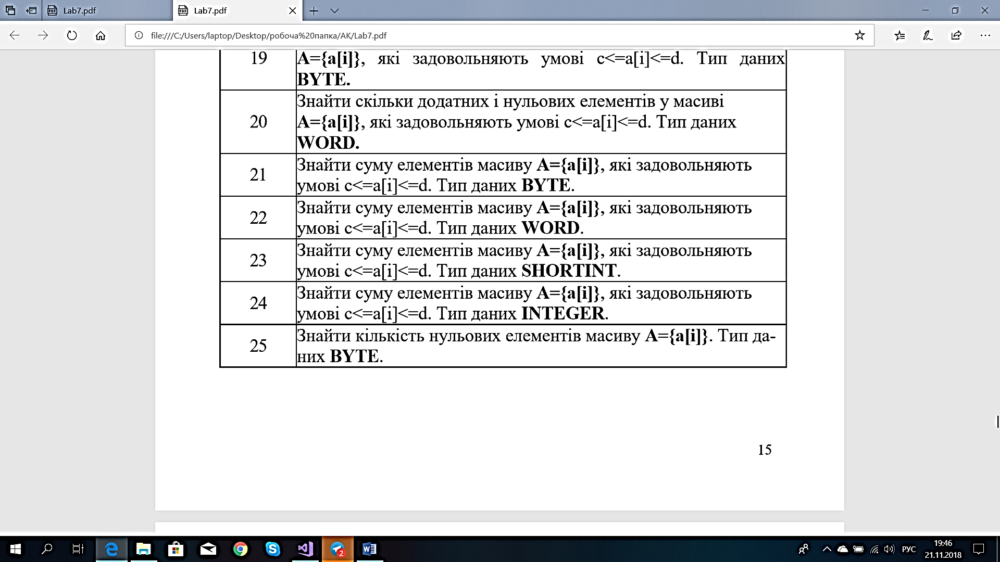 Lab7.pdf
Lab7.pdf
file:///C:/Users/laptop/Desktop/робоча%20папка/АК/Lab7.pdf
19
A={a[i]}, які задовольняють умові c<=a[i]<=d. Тип даних
BYTE.
20
Знайти скільки додатних і нульових елементів у масиві
A={a[i]}, які задовольняють умові c<=a[i]<=d. Тип даних
WORD.
21
Знайти суму елементів масиву A={a[i]}, які задовольняють
умові c<=a[i]<=d. Тип даних BYTE.
22
Знайти суму елементів масиву A={a[i]}, які задовольняють
умові c<=a[i]<=d. Тип даних WORD.
23
Знайти суму елементів масиву A={a[i]}, які задовольняють
умові c<=a[i]<=d. Тип даних SHORTINT.
24
Знайти суму елементів масиву A={a[i]}, які задовольняють
умові c<=a[i]<=d. Тип даних INTEGER.
25
Знайти кількість нульових елементів масиву A={a[i]}. Тип да-
них BYTE.
15
2
РУС
19:46
21.11.2018